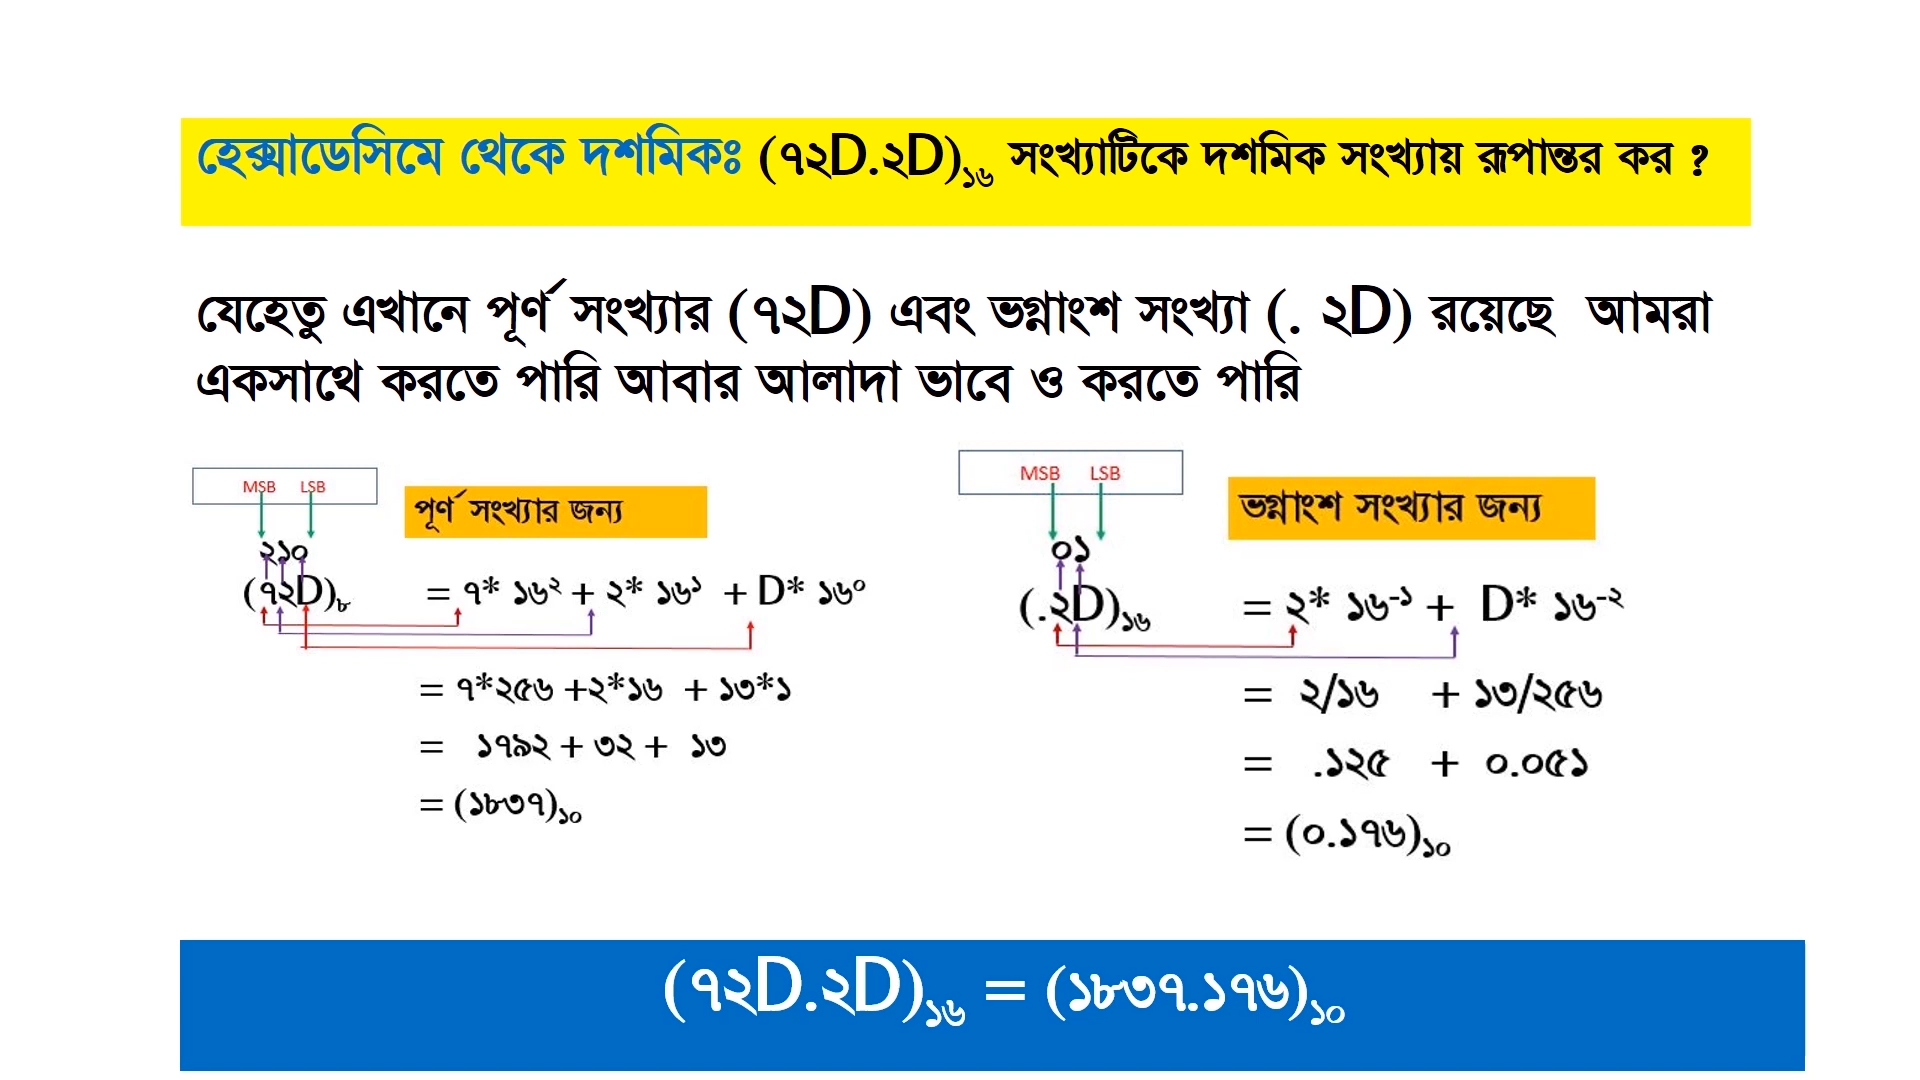 হেক্সাডেসিমে থেকে দশমিকঃ (৭২D.২D)₁₆ সংখ্যাটিকে দশমিক সংখ্যায় রূপান্তর কর ?
যেহেতু এখানে পূর্ণ সংখ্যার (৭২D) এবং ভগ্নাংশ সংখ্যা (. ২D) রয়েছে আমরা
একসাথে করতে পারি আবার আলাদা ভাবে ও করতে পারি
MSB LSB
পূর্ণ সংখ্যার জন্য
২১০
(৭২D)৮ = ৭* ১৬² + ২* ১৬¹ + D* ১৬⁰
= ৭*২৫৬ +২*১৬ + ১৩*১
= ১৭৯২ + ৩২ + ১৩
= (১৮৩৭)১০
MSB LSB
ভগ্নাংশ সংখ্যার জন্য
০১
(.২D)১৬ = ২* ১৬⁻¹ + D* ১৬⁻²
= ২/১৬ + ১৩/২৫৬
= .১২৫ + ০.০৫১
= (০.১৭৬)১০
(৭২D.২D)১৬ = (১৮৩৭.১৭৬)১০